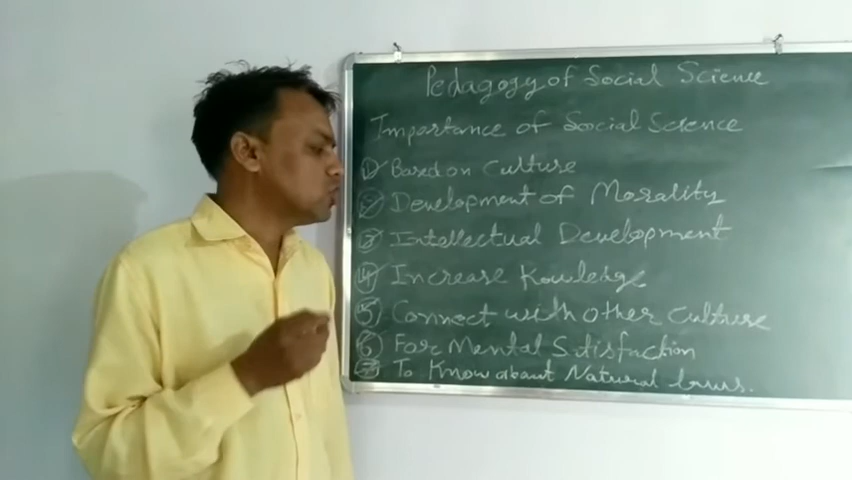 Pedagogy of Social Science
Importance of Social Science
① Based on Culture
② Development of Morality
③ Intellectual Development
④ Increase Kowledge
⑤ Connect with other culture
⑥ For Mental Satisfaction
⑦ To Know about Natural laws.